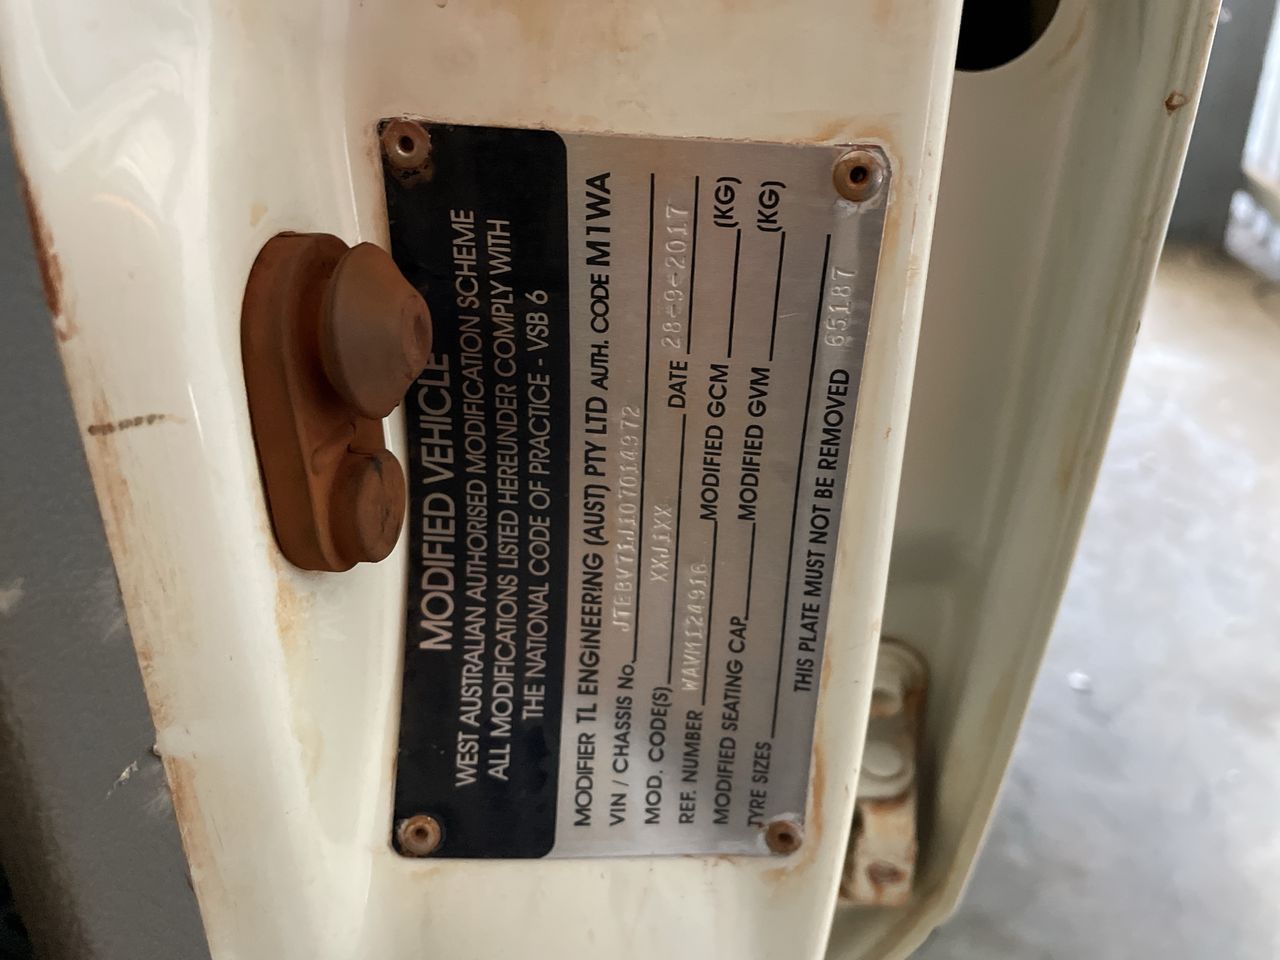 MODIFIED VEHICLE
WEST AUSTRALIAN AUTHORISED MODIFICATION SCHEME
ALL MODIFICATIONS LISTED HEREUNDER COMPLY WITH
THE NATIONAL CODE OF PRACTICE - VSB 6
MODIFIER TL ENGINEERING (AUST) PTY LTD AUTH. CODE M1WA
VIN / CHASSIS No. JTEBV71J107014972
MOD. CODE(S) XXJ1XX DATE 28-9-2017
REF. NUMBER WAVM124916 MODIFIED GCM (KG)
MODIFIED SEATING CAP. MODIFIED GVM (KG)
TYRE SIZES
THIS PLATE MUST NOT BE REMOVED 65187